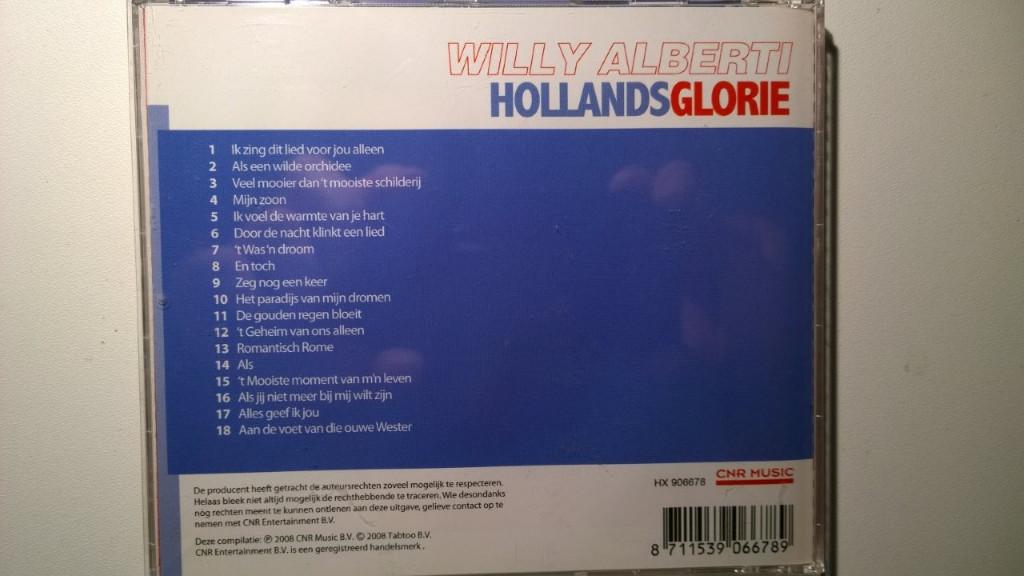 WILLY ALBERTI
HOLLANDSGLORIE
1 Ik zing dit lied voor jou alleen
2 Als een wilde orchidee
3 Veel mooier dan 't mooiste schilderij
4 Mijn zoon
5 Ik voel de warmte van je hart
6 Door de nacht klinkt een lied
7 't Was 'n droom
8 En toch
9 Zeg nog een keer
10 Het paradijs van mijn dromen
11 De gouden regen bloeit
12 't Geheim van ons alleen
13 Romantisch Rome
14 Als
15 't Mooiste moment van m'n leven
16 Als jij niet meer bij mij wilt zijn
17 Alles geef ik jou
18 Aan de voet van die ouwe Wester
De producent heeft getracht de auteursrechten zoveel mogelijk te respecteren.
Helaas bleek niet altijd mogelijk de rechthebbende te traceren. Wie desondanks
nog rechten meent te kunnen ontlenen aan deze uitgave, gelieve contact op te
nemen met CNR Entertainment B.V.
Deze compilatie: ℗ 2008 CNR Music B.V. © 2008 Tabtoo B.V.
CNR Entertainment B.V. is een geregistreerd handelsmerk.
HX 906678
CNR MUSIC
8 711539 066789